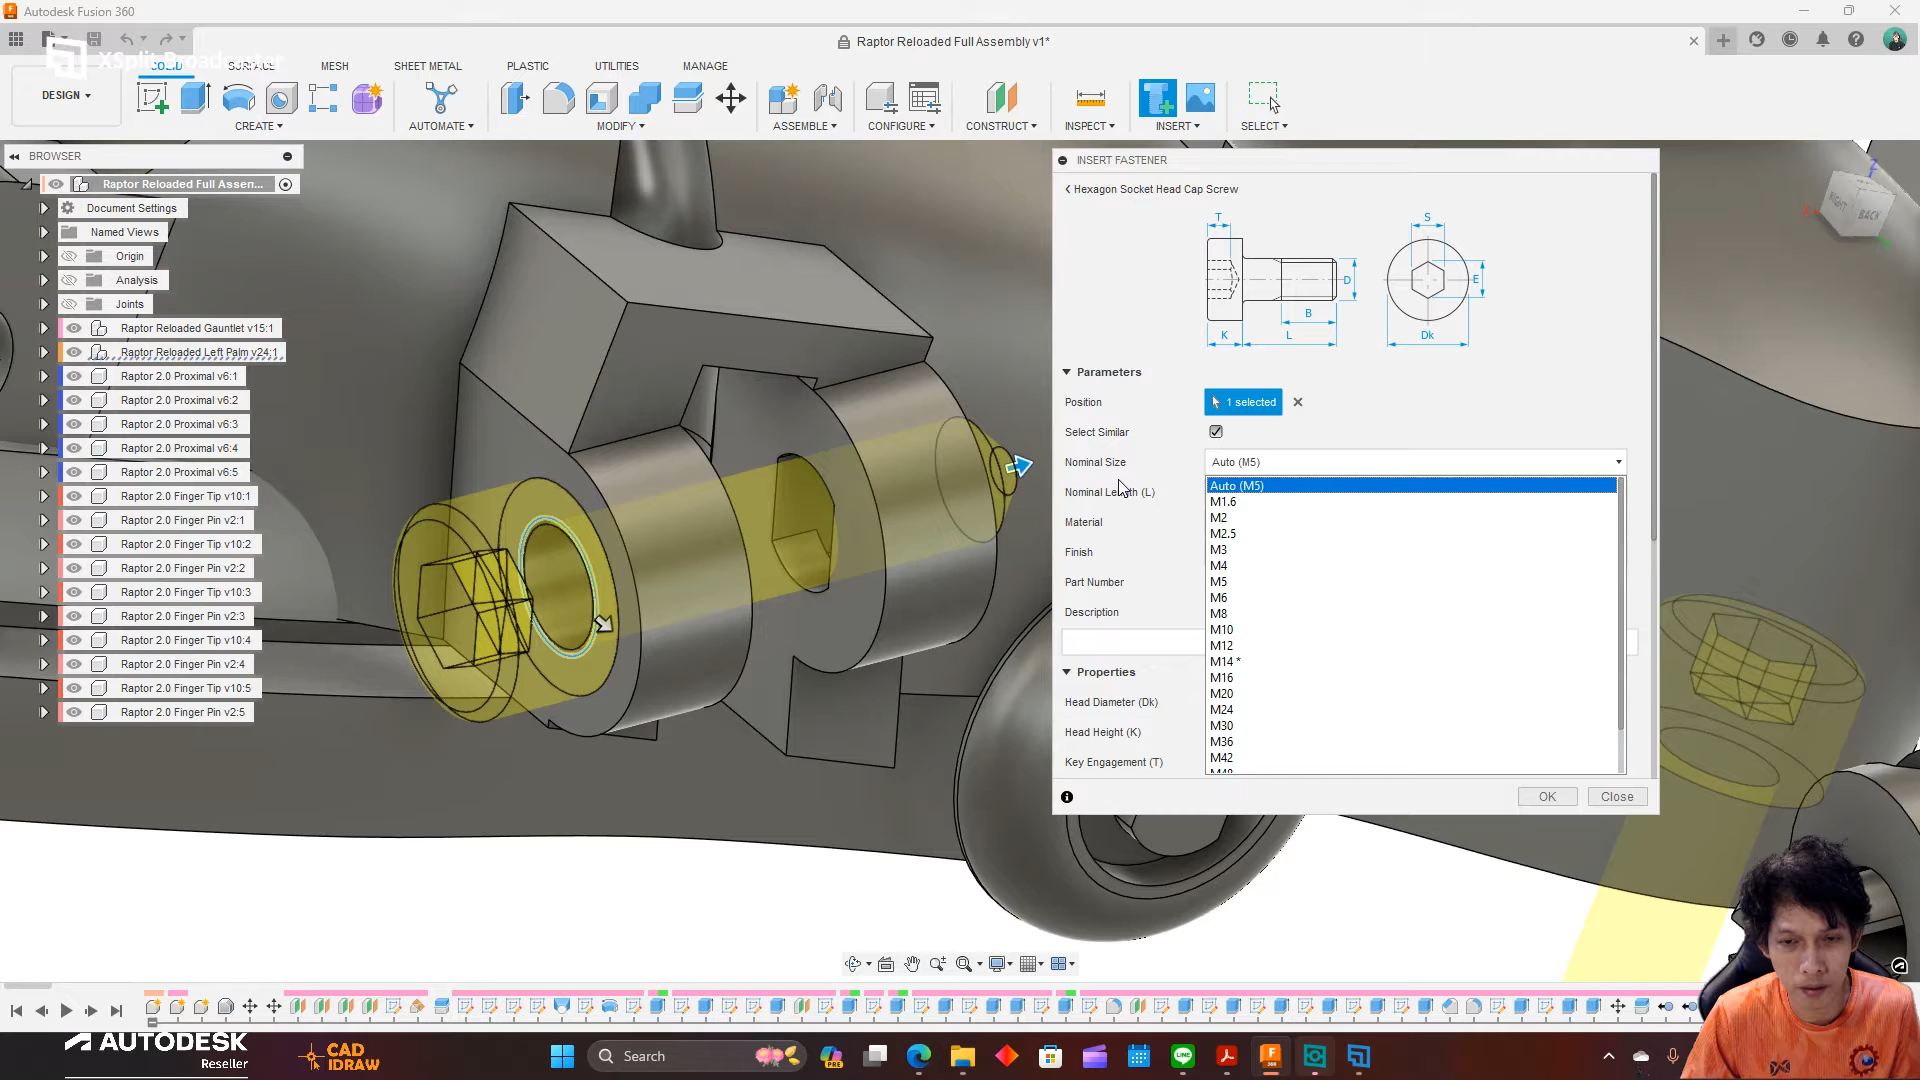 Autodesk Fusion 360
XSplit Broadcaster
Raptor Reloaded Full Assembly v1*
DESIGN
SOLID
SURFACE
MESH
SHEET METAL
PLASTIC
UTILITIES
MANAGE
CREATE
AUTOMATE
MODIFY
ASSEMBLE
CONFIGURE
CONSTRUCT
INSPECT
INSERT
SELECT
BROWSER
Raptor Reloaded Full Assen...
Document Settings
Named Views
Origin
Analysis
Joints
Raptor Reloaded Gauntlet v15:1
Raptor Reloaded Left Palm v24:1
Raptor 2.0 Proximal v6:1
Raptor 2.0 Proximal v6:2
Raptor 2.0 Proximal v6:3
Raptor 2.0 Proximal v6:4
Raptor 2.0 Proximal v6:5
Raptor 2.0 Finger Tip v10:1
Raptor 2.0 Finger Pin v2:1
Raptor 2.0 Finger Tip v10:2
Raptor 2.0 Finger Pin v2:2
Raptor 2.0 Finger Tip v10:3
Raptor 2.0 Finger Pin v2:3
Raptor 2.0 Finger Tip v10:4
Raptor 2.0 Finger Pin v2:4
Raptor 2.0 Finger Tip v10:5
Raptor 2.0 Finger Pin v2:5
INSERT FASTENER
Hexagon Socket Head Cap Screw
T
S
D
E
B
K
L
Dk
Parameters
Position
1 selected
Select Similar
Nominal Size
Auto (M5)
Nominal Length (L)
Material
Finish
Part Number
Description
Auto (M5)
M1.6
M2
M2.5
M3
M4
M5
M6
M8
M10
M12
M14 *
M16
M20
M24
M30
M36
M42
M48
Properties
Head Diameter (Dk)
Head Height (K)
Key Engagement (T)
OK
Close
Z
RIGHT
BACK
AUTODESK
Reseller
CAD
IDRAW
Search
PRE